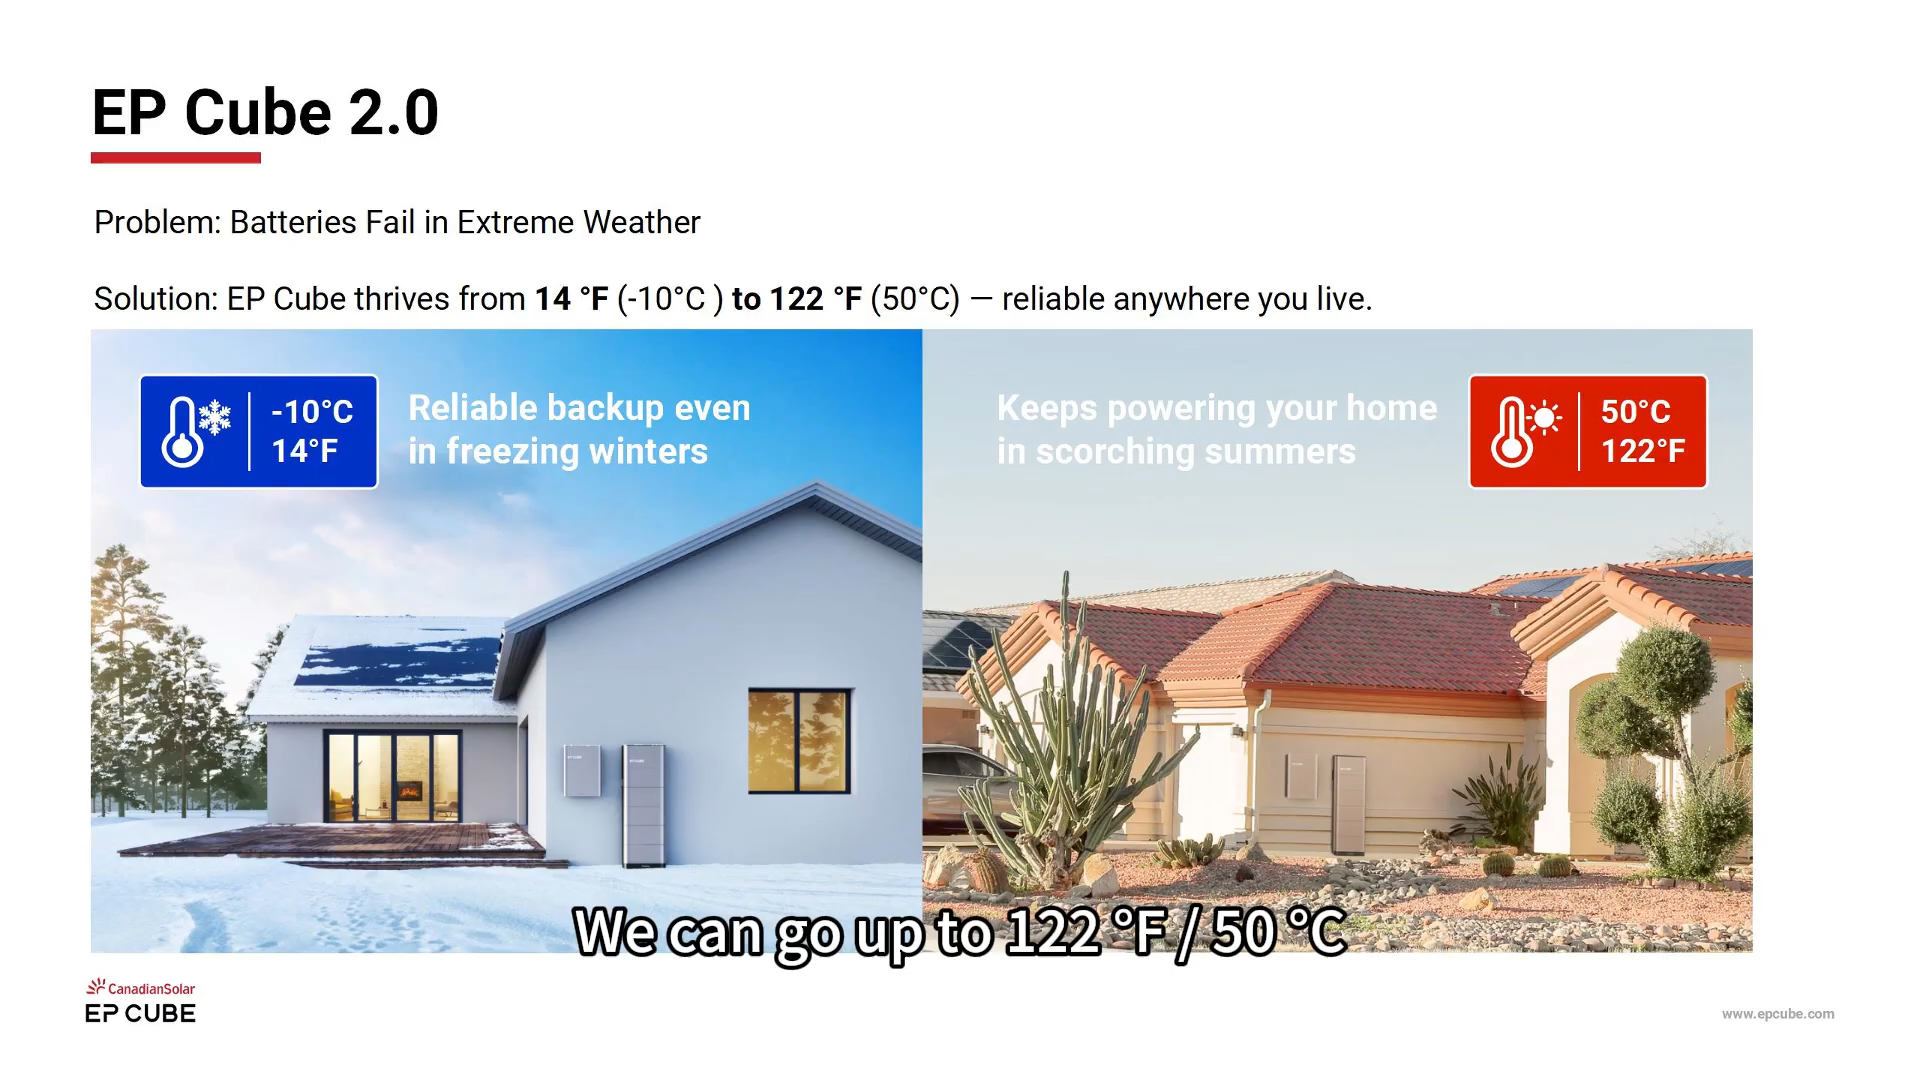 EP Cube 2.0
Problem: Batteries Fail in Extreme Weather
Solution: EP Cube thrives from 14 °F (-10°C ) to 122 °F (50°C) — reliable anywhere you live.
-10°C
14°F
Reliable backup even
in freezing winters
Keeps powering your home
in scorching summers
50°C
122°F
We can go up to 122 °F / 50 °C
CanadianSolar
EP CUBE
www.epcube.com